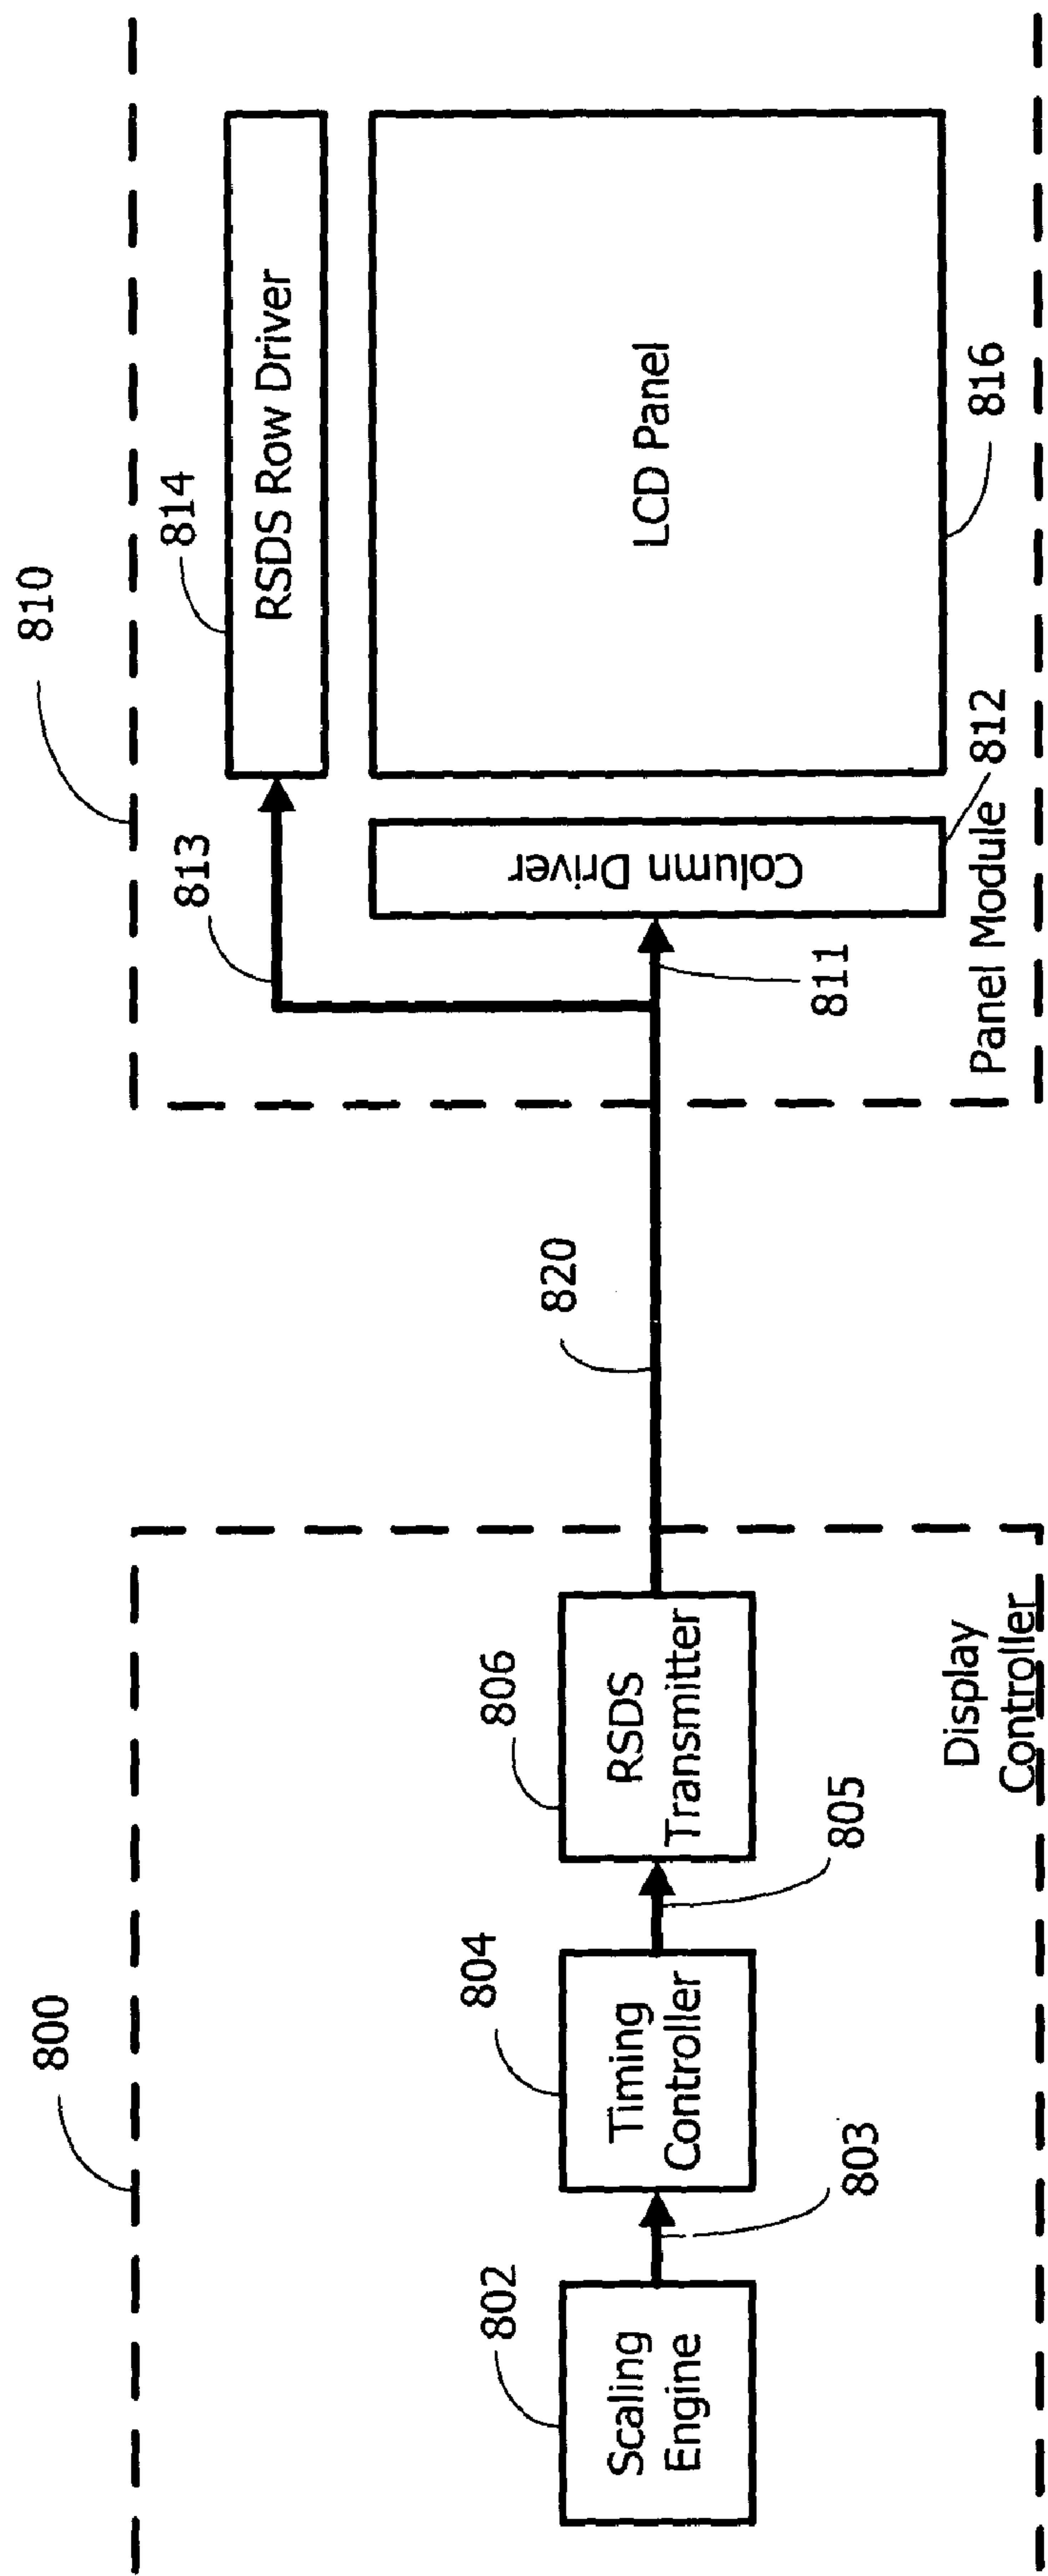 800
810
802
Scaling
Engine
803
804
Timing
Controller
805
806
RSDS
Transmitter
Display
Controller
820
813
814
RSDS Row Driver
811
Column Driver
812
LCD Panel
816
Panel Module